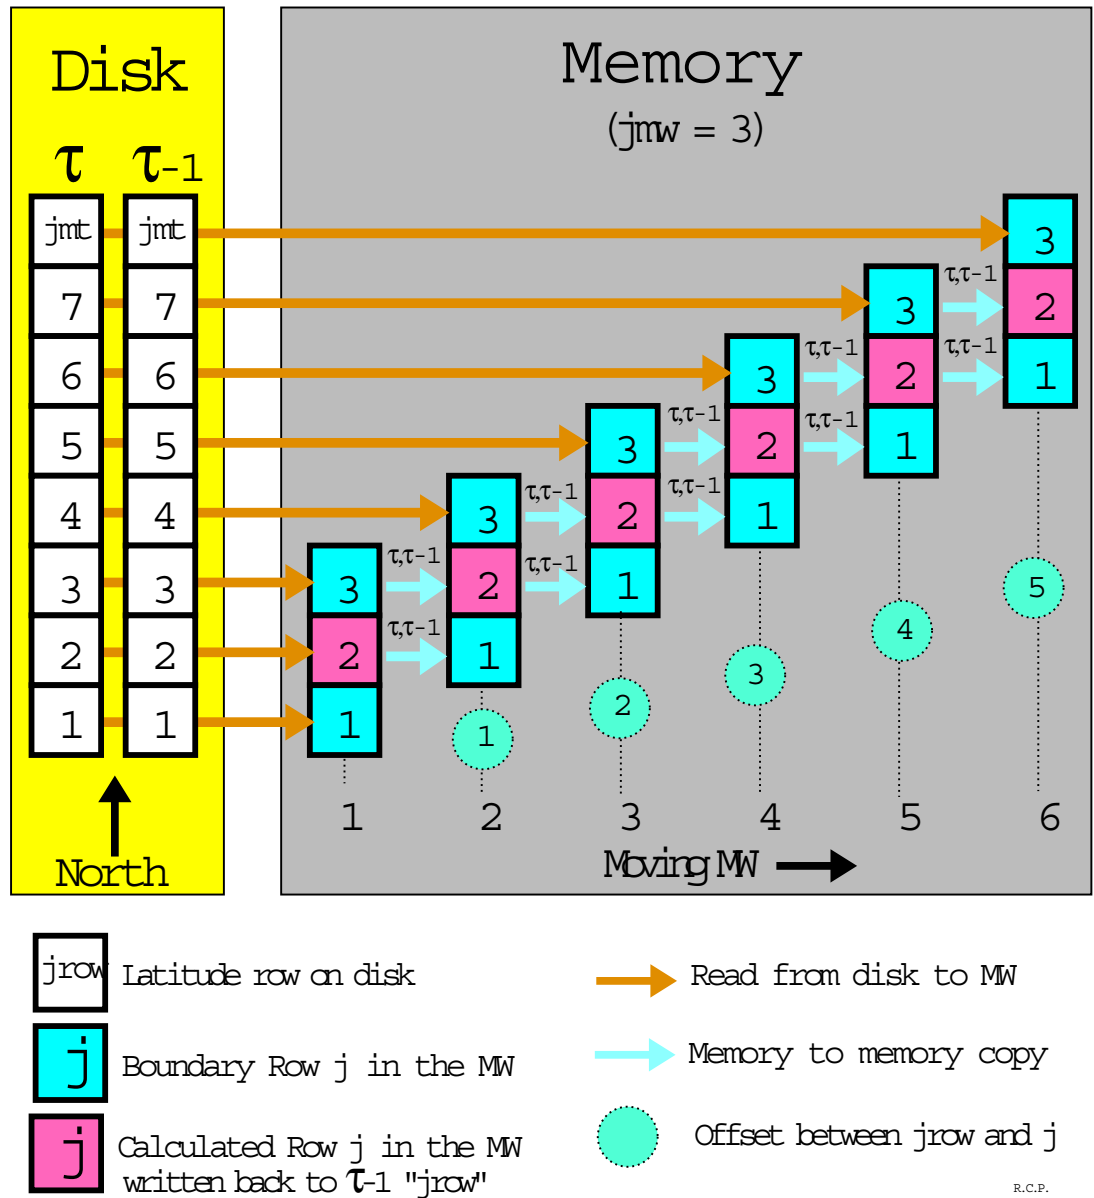 Disk
τ τ-1
jmt jmt
7 7
6 6
5 5
4 4
3 3
2 2
1 1
North
Memory
(jmw = 3)
3
τ,τ-1
3 2
τ,τ-1 τ,τ-1
3 2 1
τ,τ-1 τ,τ-1
3 2 1
τ,τ-1 τ,τ-1
3 2 1
τ,τ-1 τ,τ-1
3 2 1
τ,τ-1
2 1
1
1 2 3 4 5
1 2 3 4 5 6
Moving MW
jrow Latitude row on disk
j Boundary Row j in the MW
j Calculated Row j in the MW
written back to τ-1 "jrow"
Read from disk to MW
Memory to memory copy
Offset between jrow and j
R.C.P.